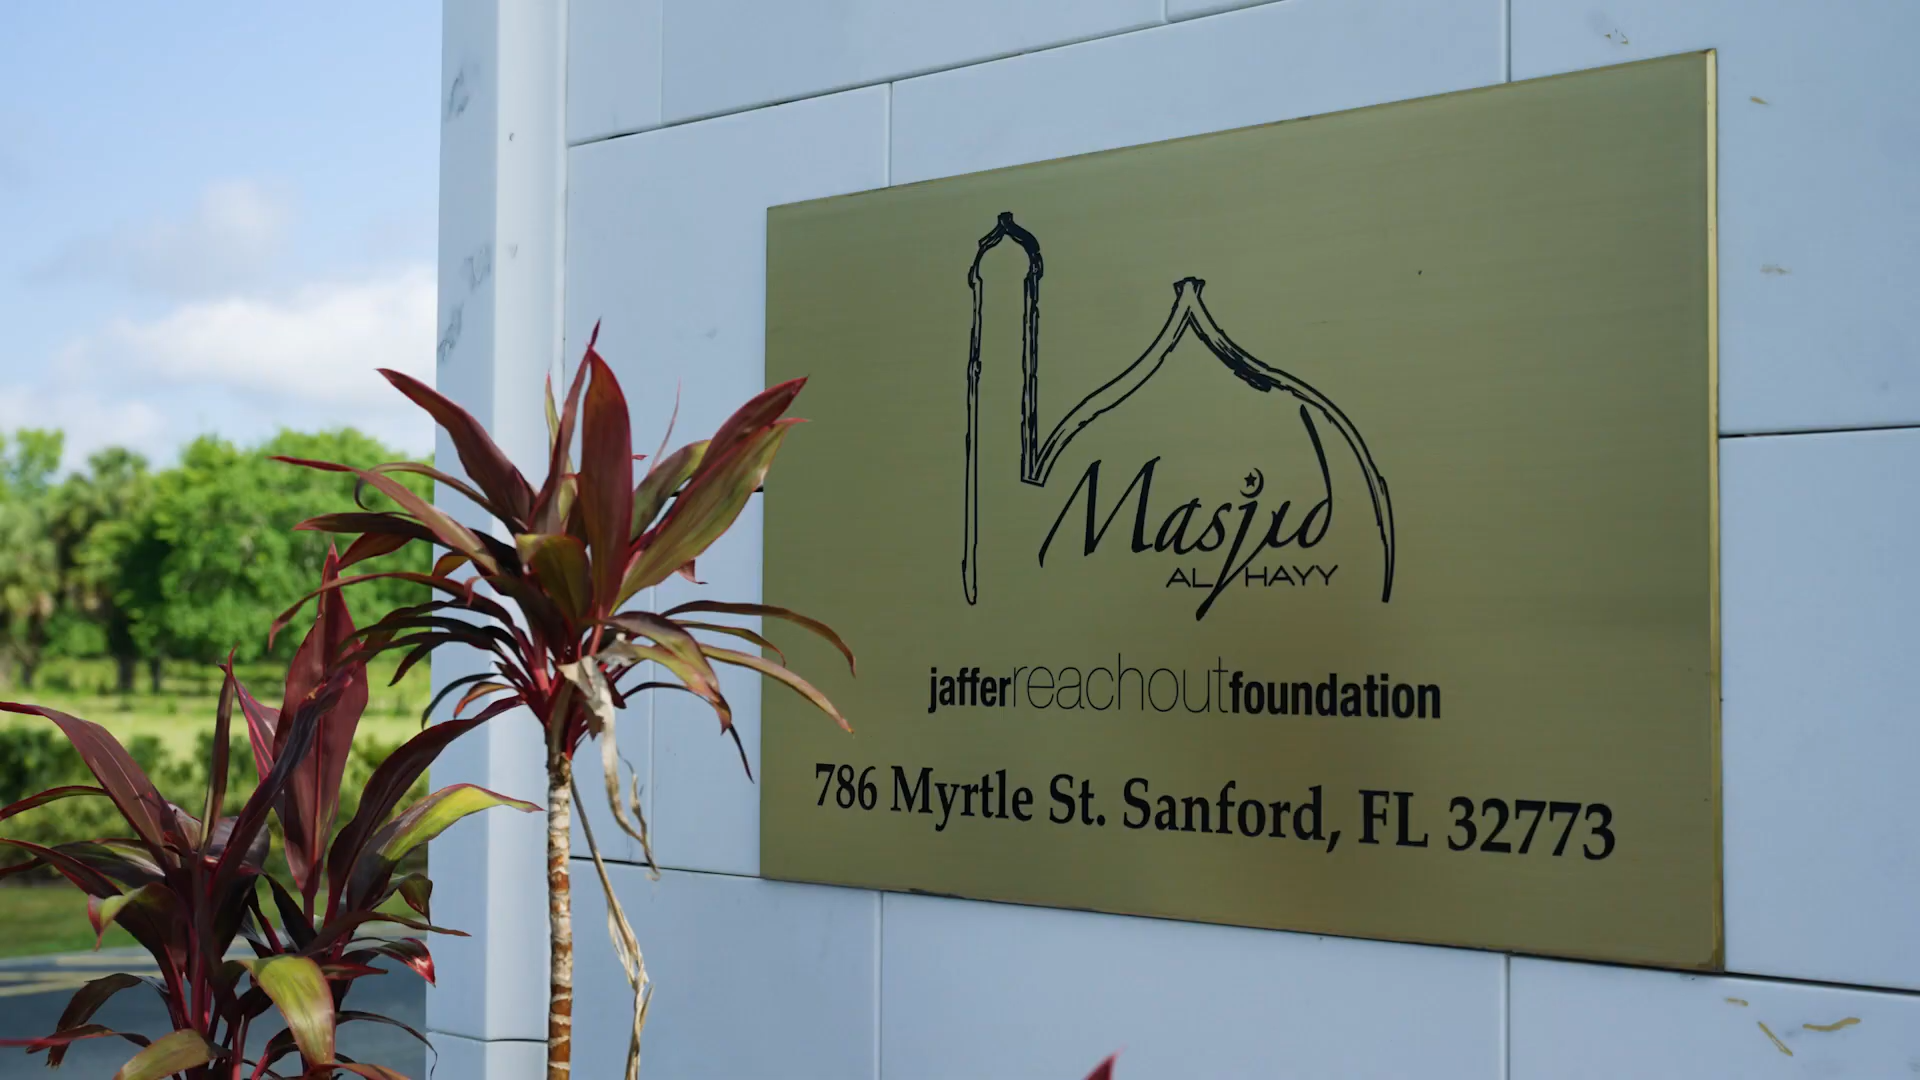 Masjid
AL HAYY
jafferreachoutfoundation
786 Myrtle St. Sanford, FL 32773